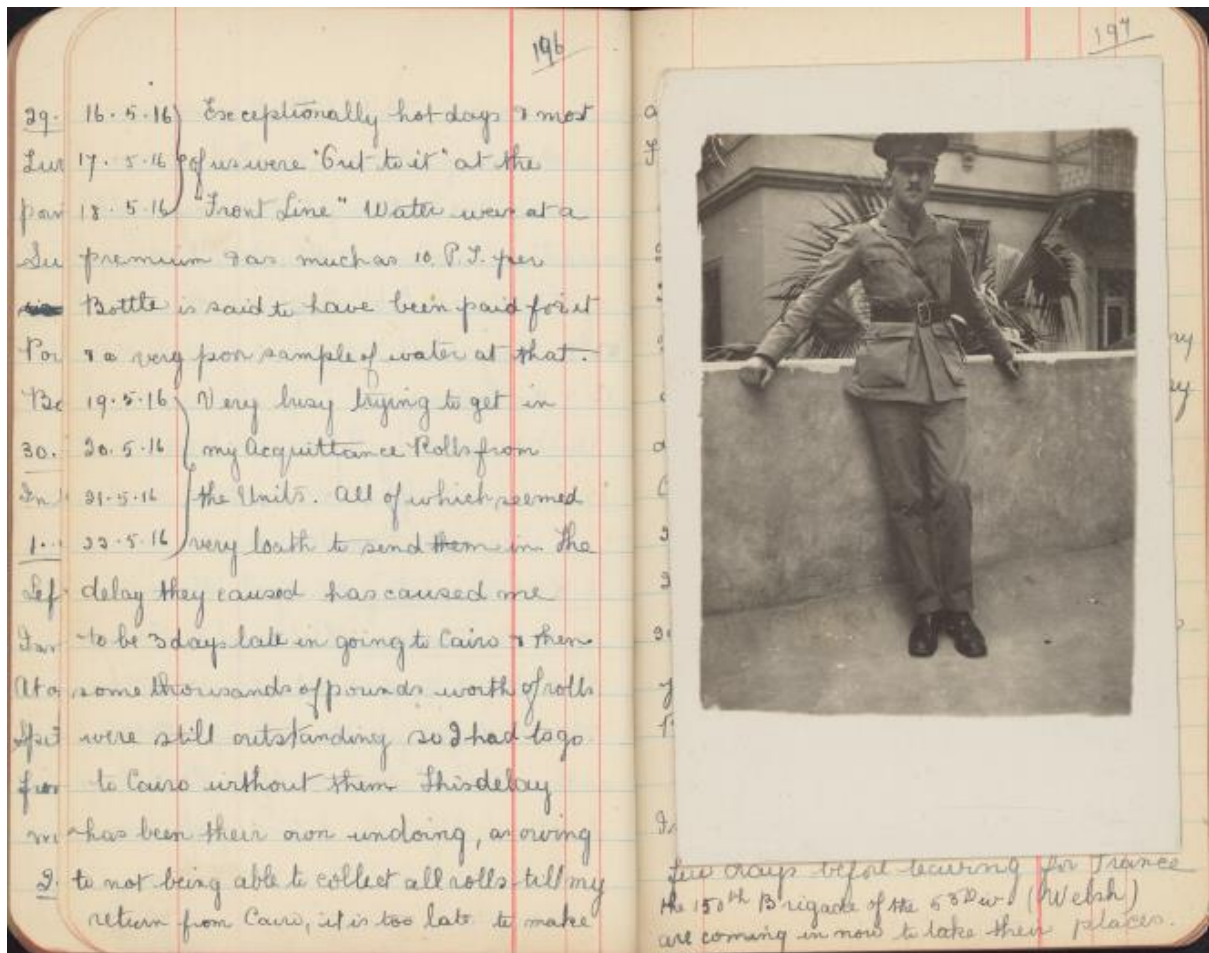 196
16.5.16 Exceptionally hot days & most
17.5.16 of us were "Out to it" at the
18.5.16 "Front Line" Water was at a
premium & as much as 10. P.T. per
Bottle is said to have been paid for it
& a very poor sample of water at that.
19.5.16 Very busy trying to get in
20.5.16 my Acquittance Rolls from
21.5.16 the Units. All of which seemed
22.5.16 very loath to send them in. The
delay they caused has caused me
to be 3 days late in going to Cairo & then
some thousands of pounds worth of rolls
were still outstanding so I had to go
to Cairo without them. This delay
has been their own undoing, as owing
to not being able to collect all rolls till my
return from Cairo, it is too late to make
29.
30.
1.
2.
197
few days before leaving for France
the 150th Brigade of the 53 Div (Welsh)
are coming in now to take their places.